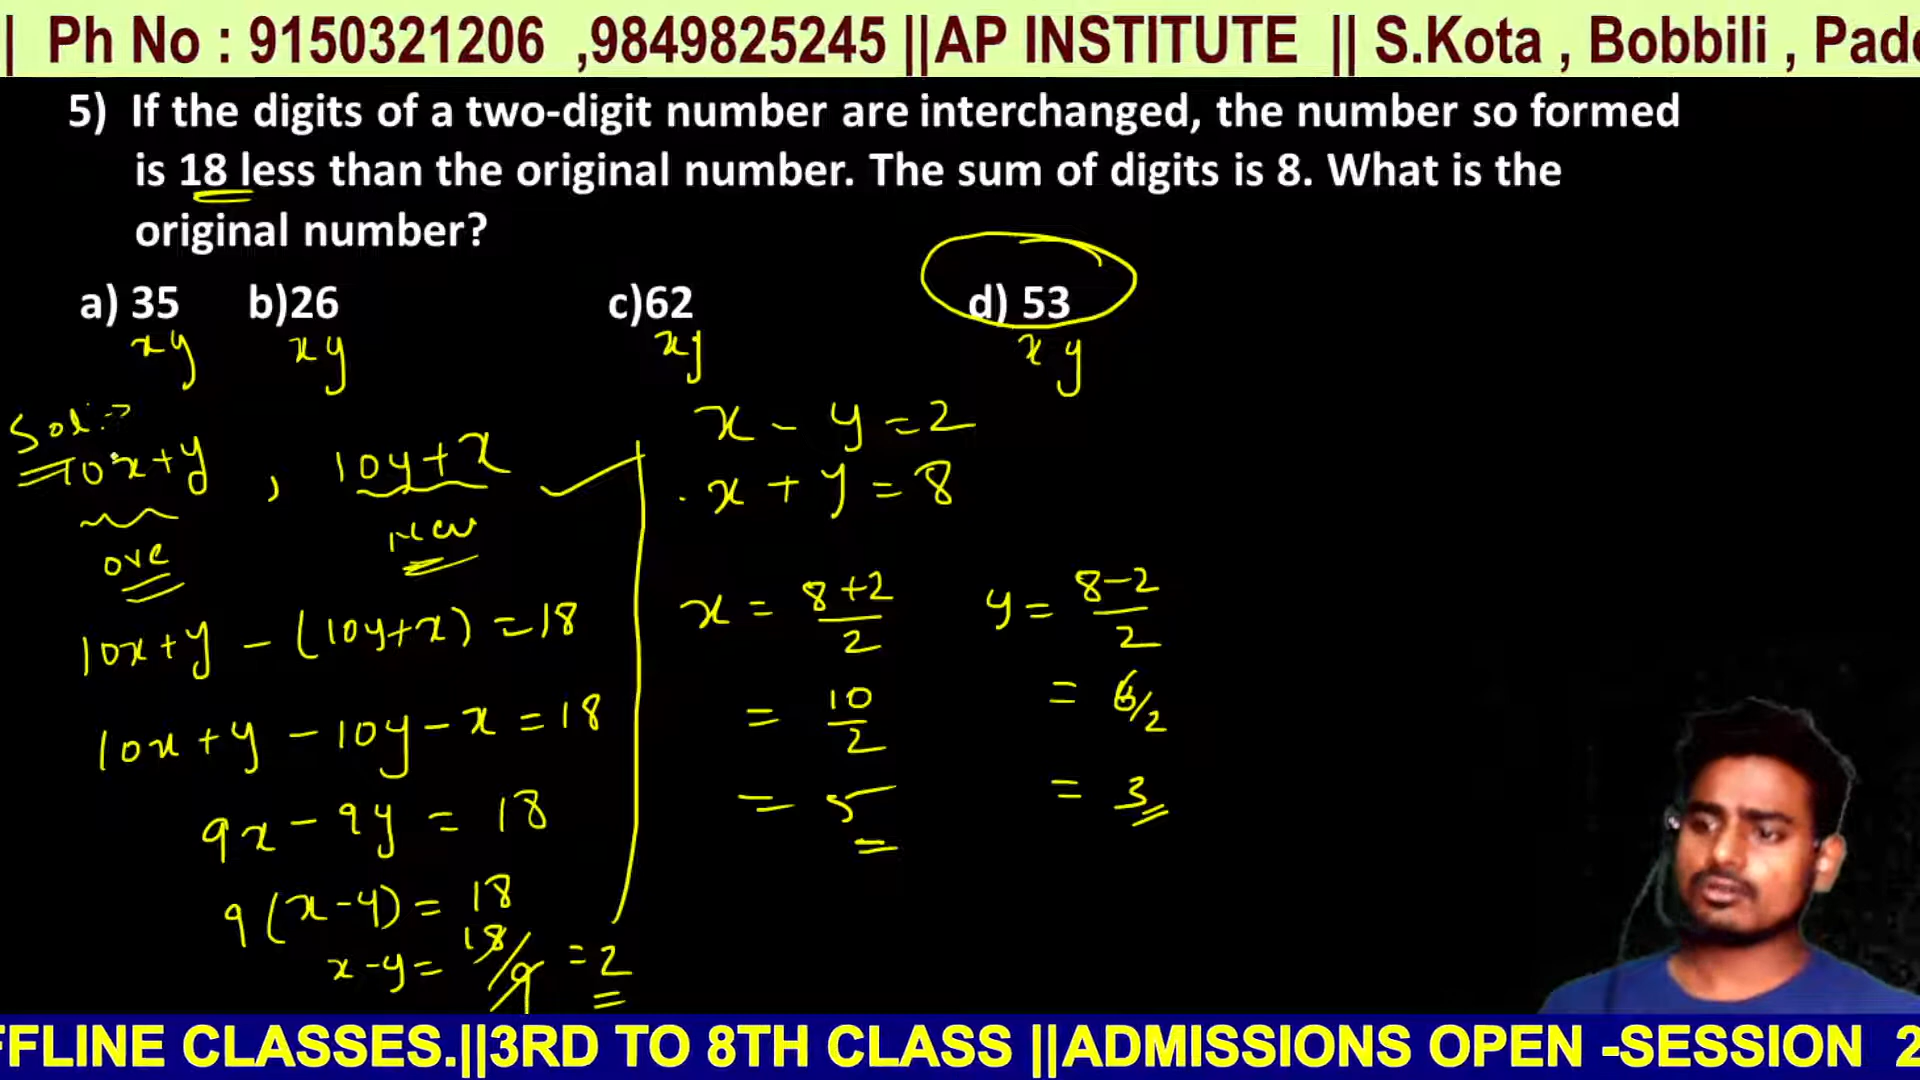 || Ph No : 9150321206 ,9849825245 ||AP INSTITUTE || S.Kota , Bobbili ,
5) If the digits of a two-digit number are interchanged, the number so formed
is 18 less than the original number. The sum of digits is 8. What is the
original number?
a) 35 b)26 c)62 d) 53
xy xy xy xy
Sol:->
10x+y , 10y+x
New
10x+y - (10y+x) = 18
10x+y - 10y - x = 18
9x - 9y = 18
9(x-y) = 18
x-y = 18/9 = 2
x - y = 2
x + y = 8
x = 8+2/2
= 10/2
= 5
y = 8-2/2
= 6/2
= 3
FFLINE CLASSES.||3RD TO 8TH CLASS ||ADMISSIONS OPEN -SESSION 2